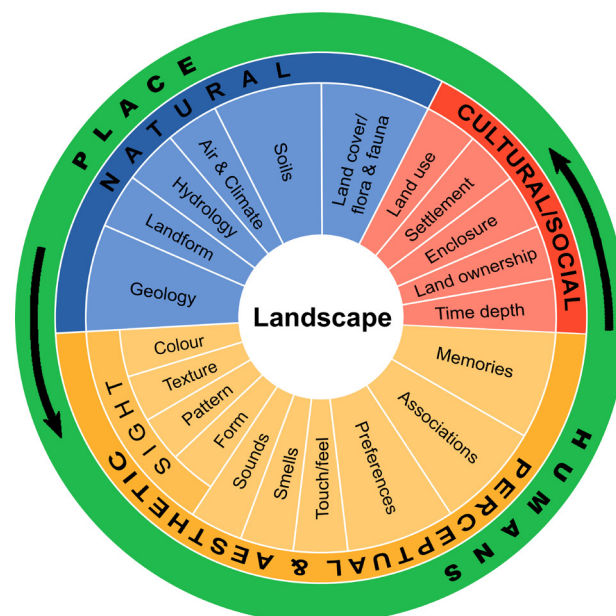 PLACE
NATURAL
Geology
Landform
Hydrology
Air & Climate
Soils
Land cover/
flora & fauna
CULTURAL/SOCIAL
Land use
Settlement
Enclosure
Land ownership
Time depth
Landscape
HUMANS
PERCEPTUAL & AESTHETIC
Memories
Associations
Preferences
Touch/feel
Smells
Sounds
SIGHT
Form
Pattern
Texture
Colour